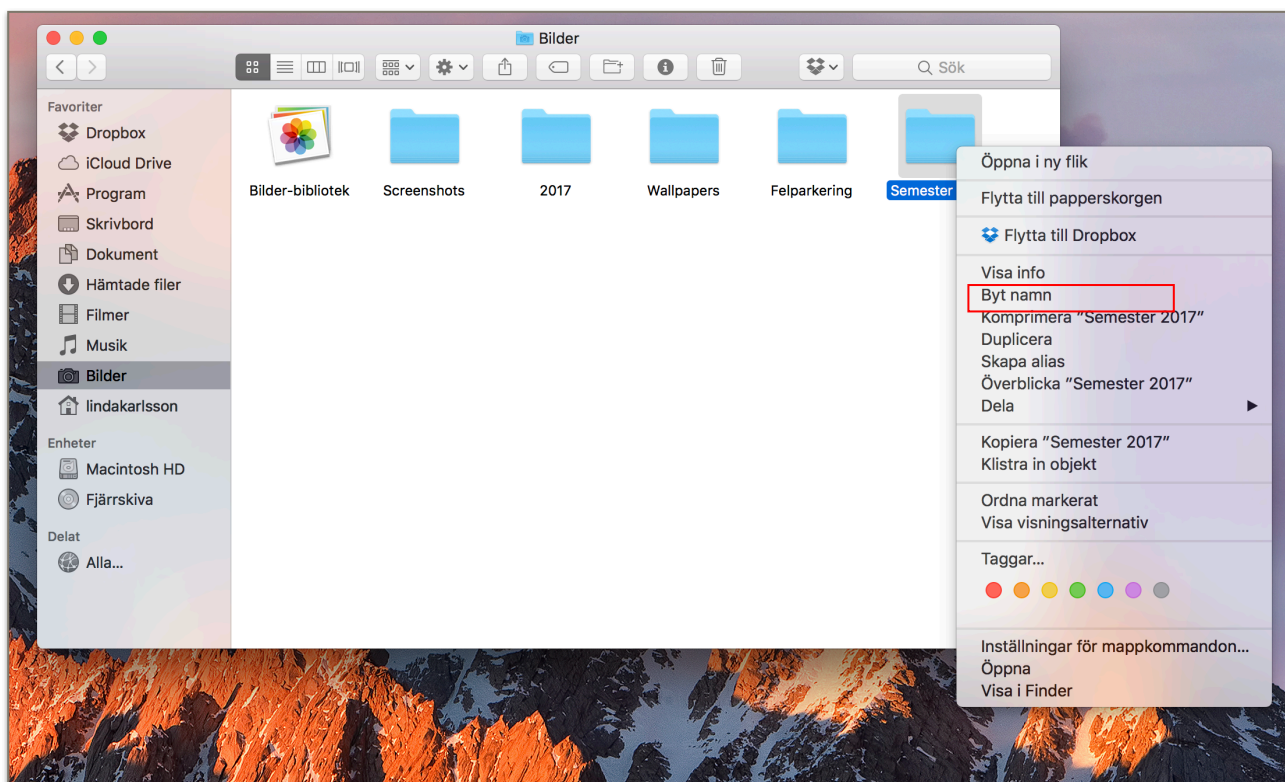 Bilder
Sök
Favoriter
Dropbox
iCloud Drive
Program
Skrivbord
Dokument
Hämtade filer
Filmer
Musik
Bilder
lindakarlsson
Enheter
Macintosh HD
Fjärrskiva
Delat
Alla...
Bilder-bibliotek
Screenshots
2017
Wallpapers
Felparkering
Semester
Öppna i ny flik
Flytta till papperskorgen
Flytta till Dropbox
Visa info
Byt namn
Komprimera ”Semester 2017”
Duplicera
Skapa alias
Överblicka ”Semester 2017”
Dela
Kopiera ”Semester 2017”
Klistra in objekt
Ordna markerat
Visa visningsalternativ
Taggar...
Inställningar för mappkommandon...
Öppna
Visa i Finder